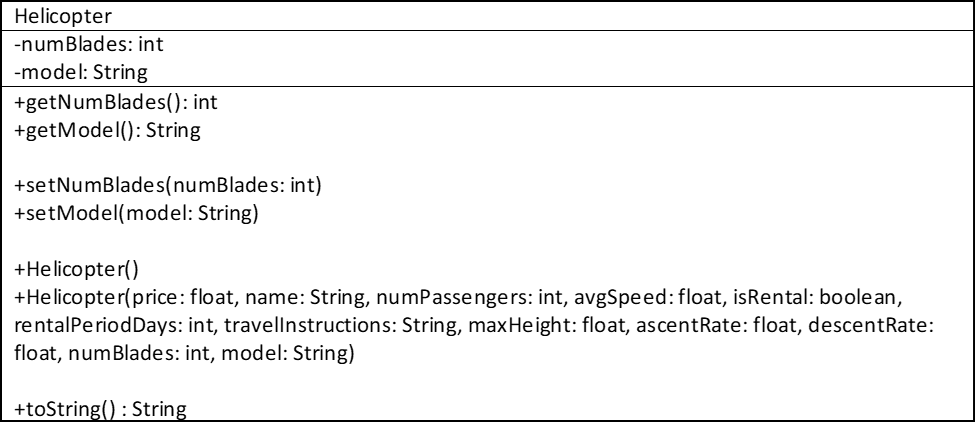 Helicopter
-numBlades: int
-model: String
+getNumBlades(): int
+getModel(): String
+setNumBlades(numBlades: int)
+setModel(model: String)
+Helicopter()
+Helicopter(price: float, name: String, numPassengers: int, avgSpeed: float, isRental: boolean,
rentalPeriodDays: int, travelInstructions: String, maxHeight: float, ascentRate: float, descentRate:
float, numBlades: int, model: String)
+toString() : String